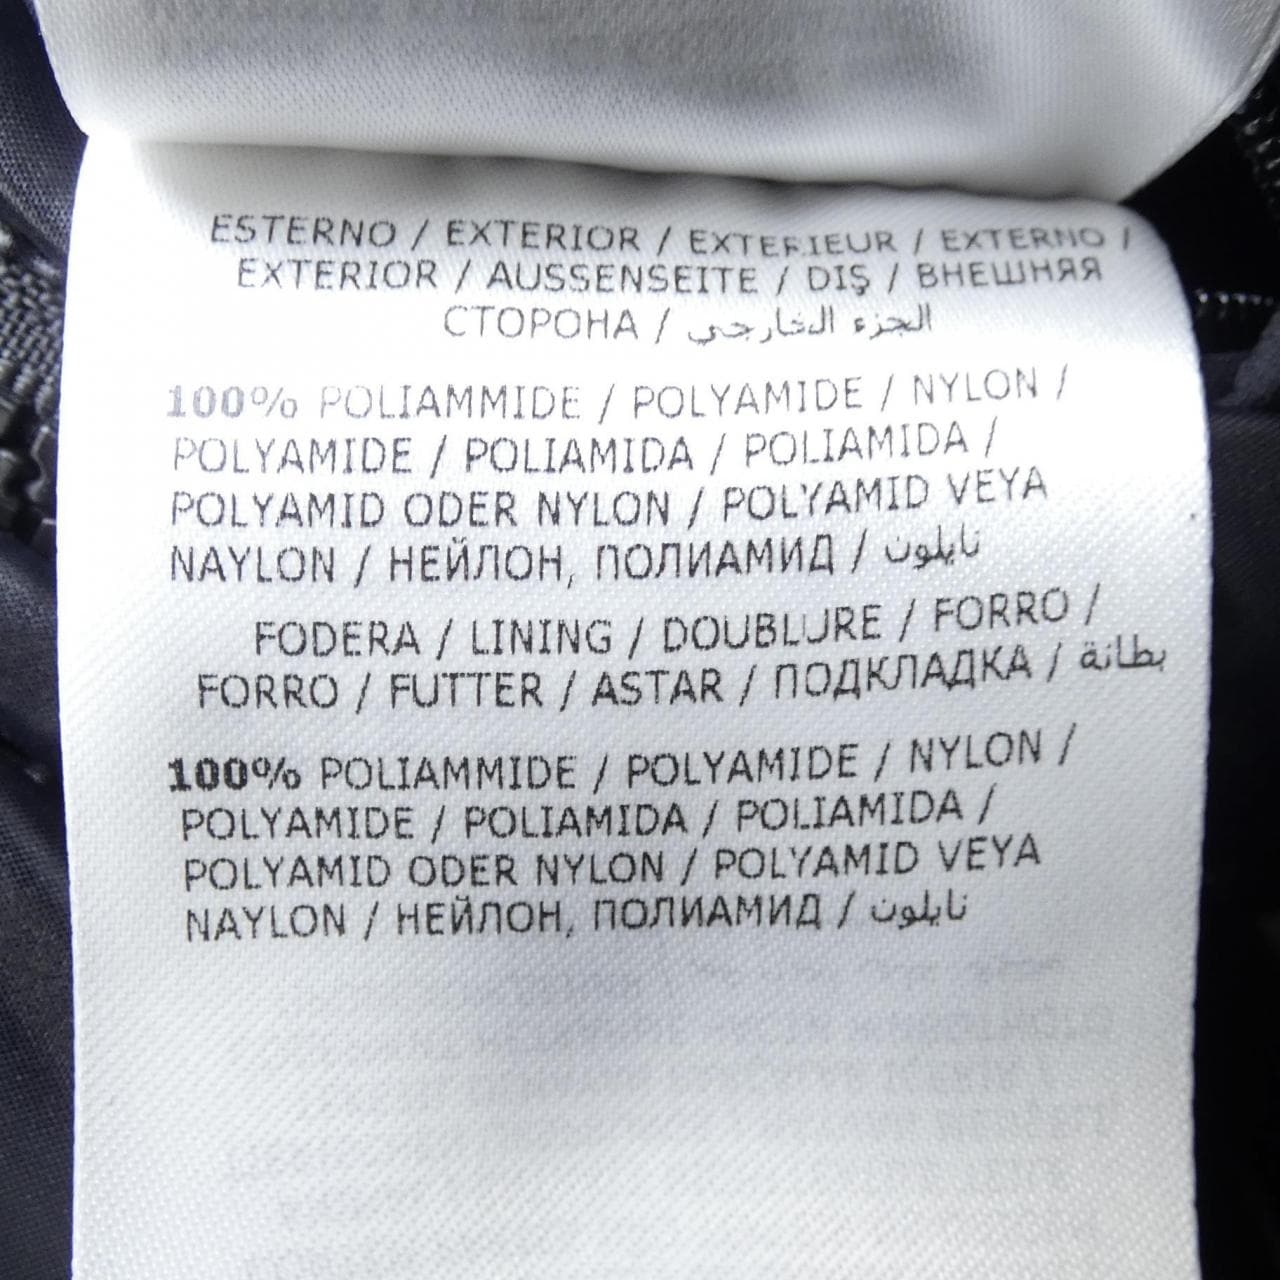 ESTERNO / EXTERIOR / EXTERIEUR / EXTERNO /
EXTERIOR / AUSSENSEITE / DIŞ / ВНЕШНЯЯ
СТОРОНА / الجزء الخارجي
100% POLIAMMIDE / POLYAMIDE / NYLON /
POLYAMIDE / POLIAMIDA / POLIAMIDA /
POLYAMID ODER NYLON / POLYAMID VEYA
NAYLON / НЕЙЛОН, ПОЛИАМИД / نايلون
FODERA / LINING / DOUBLURE / FORRO /
FORRO / FUTTER / ASTAR / ПОДКЛАДКА / بطانة
100% POLIAMMIDE / POLYAMIDE / NYLON /
POLYAMIDE / POLIAMIDA / POLIAMIDA /
POLYAMID ODER NYLON / POLYAMID VEYA
NAYLON / НЕЙЛОН, ПОЛИАМИД / نايلون